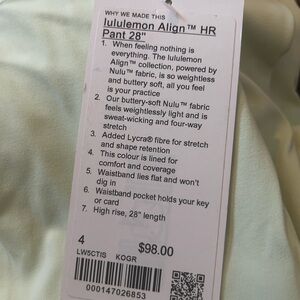 WHY WE MADE THIS
lululemon Align™ HR
Pant 28"
1. When feeling nothing is
everything. The lululemon
Align™ collection, powered by
Nulu™ fabric, is so weightless
and buttery soft, all you feel
is your practice
2. Our buttery-soft Nulu™ fabric
feels weightlessly light and is
sweat-wicking and four-way
stretch
3. Added Lycra® fibre for stretch
and shape retention
4. This colour is lined for
comfort and coverage
5. Waistband lies flat and won't
dig in
6. Waistband pocket holds your key
or card
7. High rise, 28" length
4
$98.00
LW5CTIS KOGR
000147026853